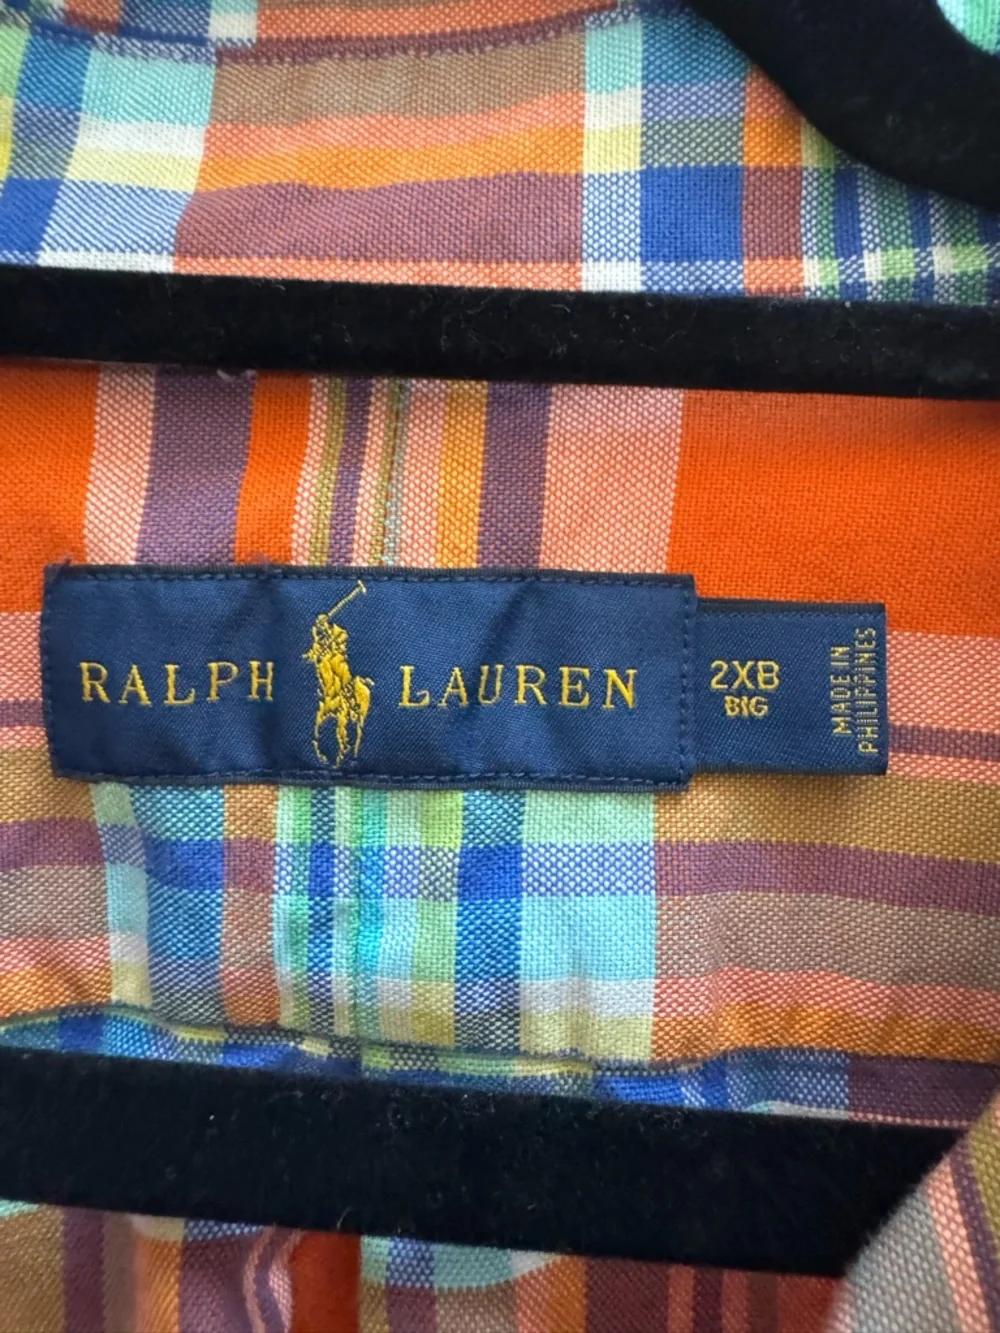 RALPH LAUREN
2XB
BIG
MADE IN
PHILIPPINES